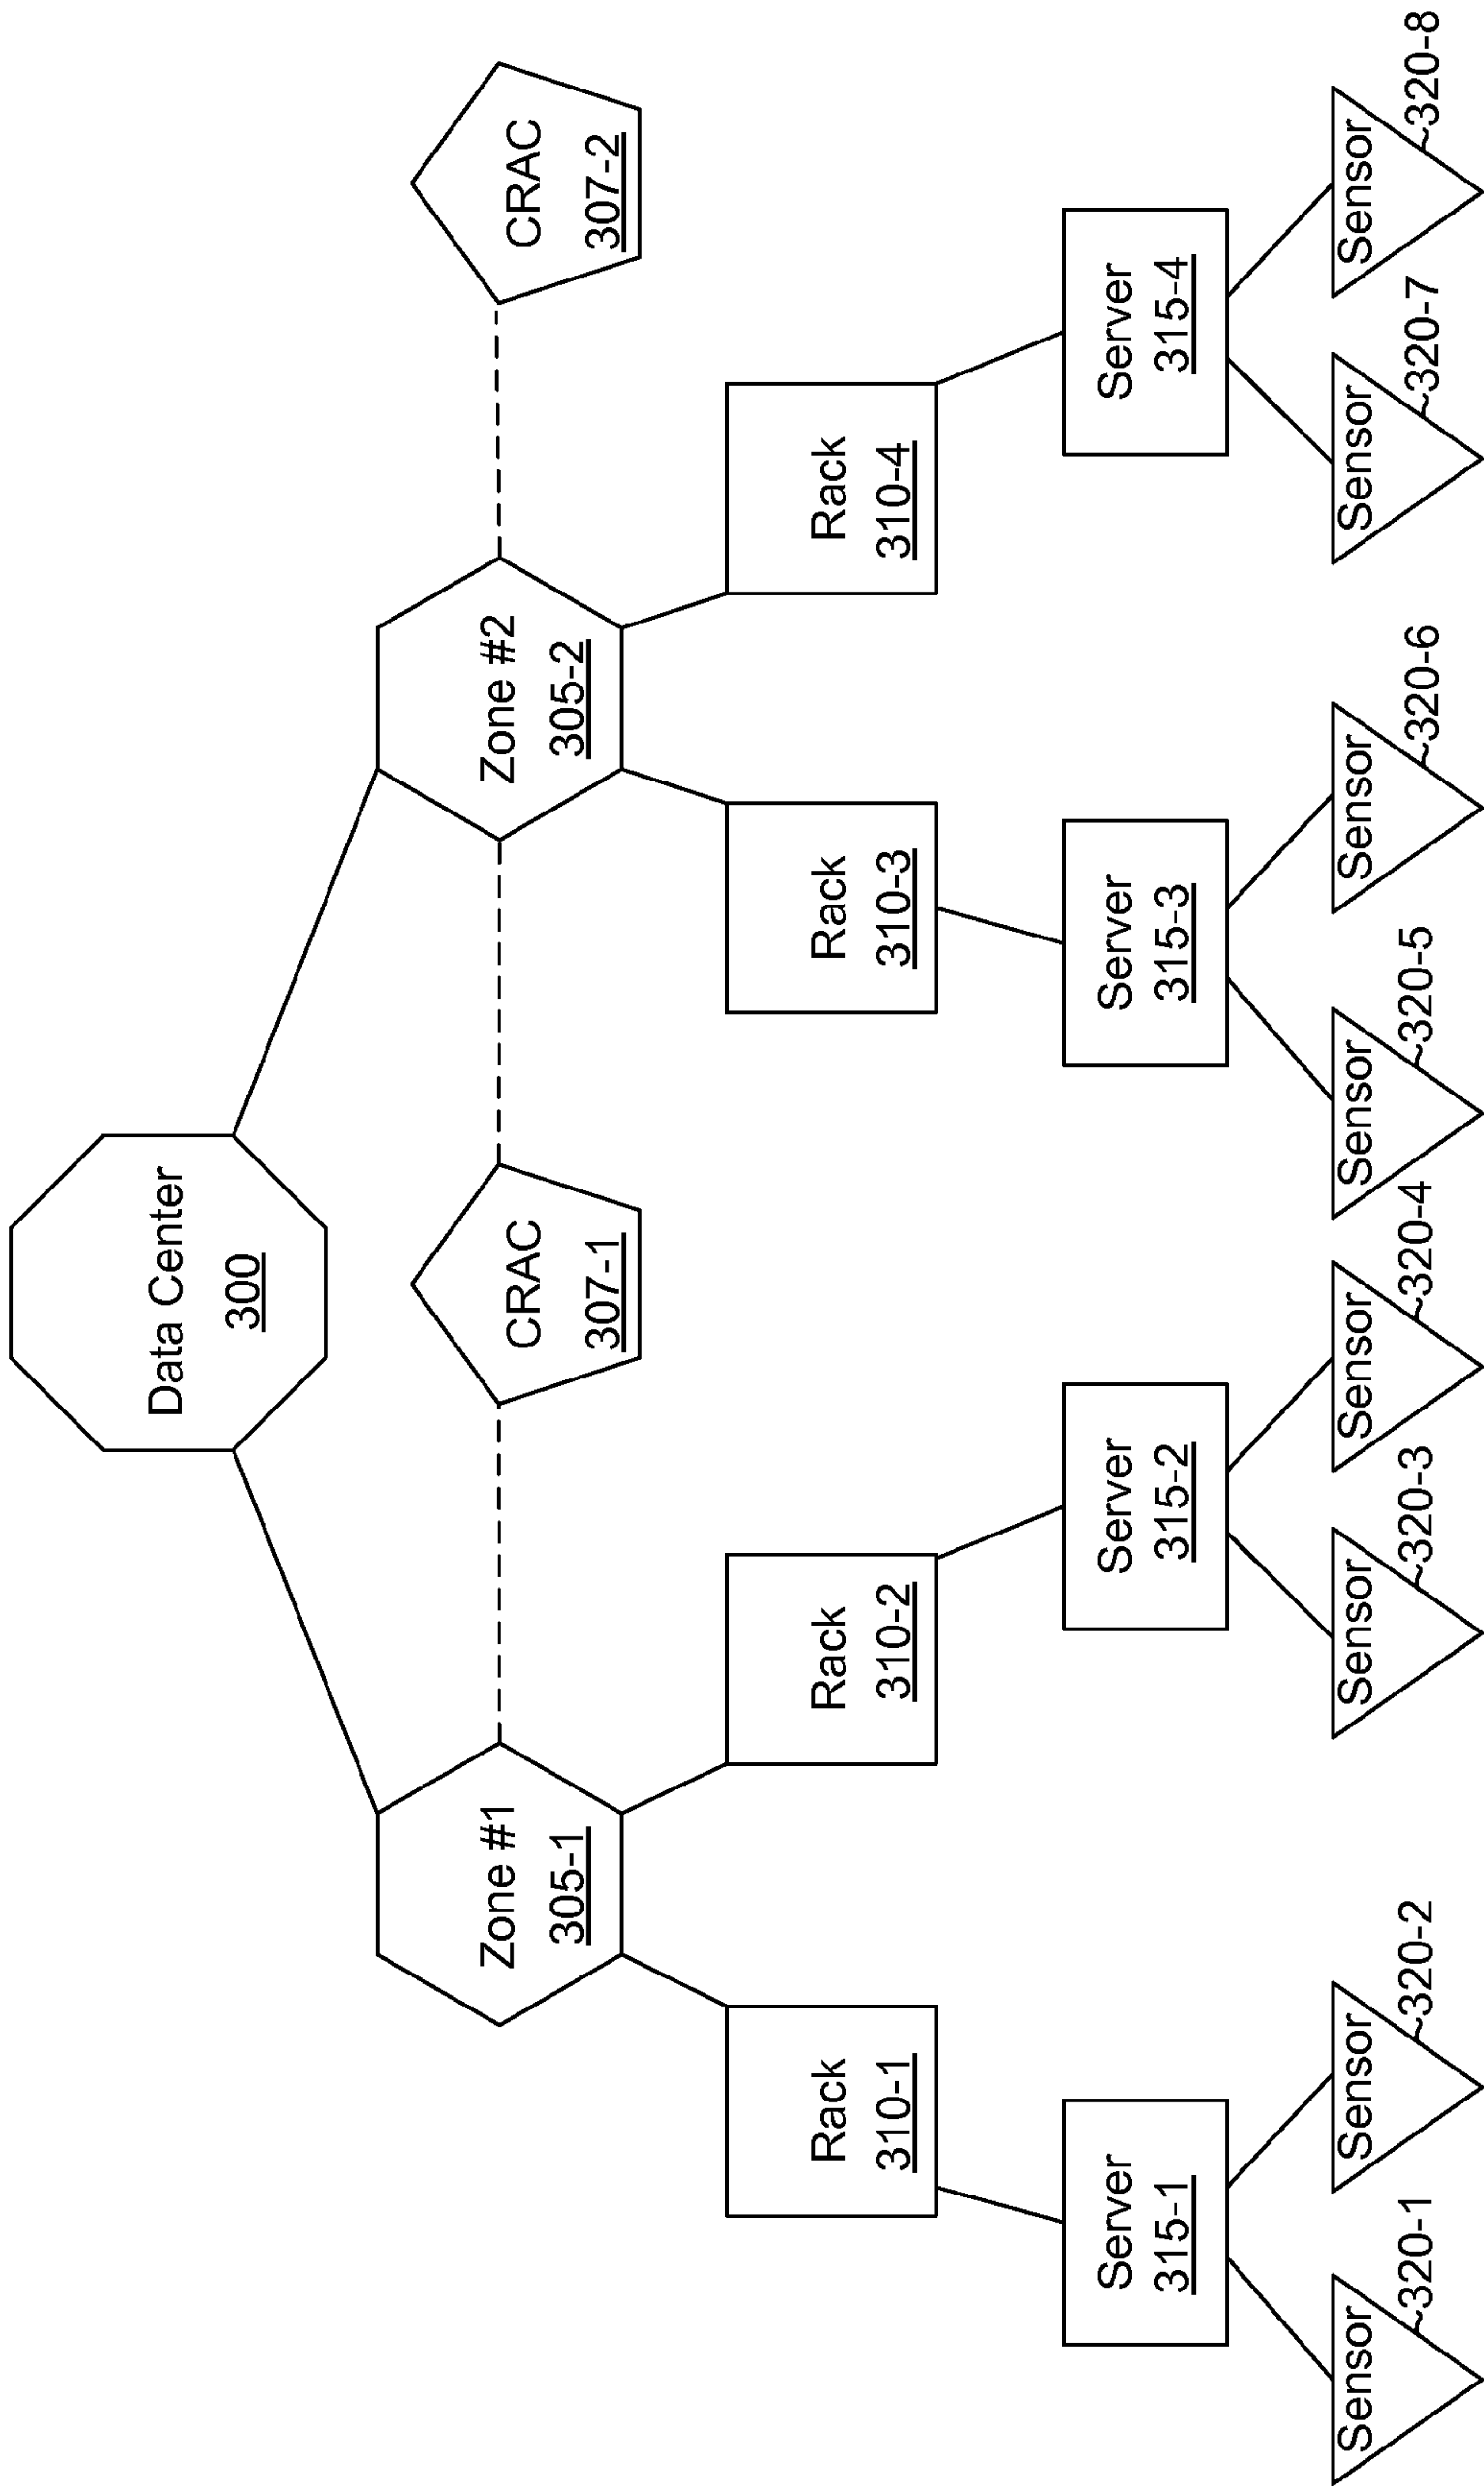 Data Center
300
Zone #1
305-1
CRAC
307-1
Zone #2
305-2
CRAC
307-2
Rack
310-1
Rack
310-2
Rack
310-3
Rack
310-4
Server
315-1
Server
315-2
Server
315-3
Server
315-4
Sensor
320-1
Sensor
320-2
Sensor
320-3
Sensor
320-4
Sensor
320-5
Sensor
320-6
Sensor
320-7
Sensor
320-8